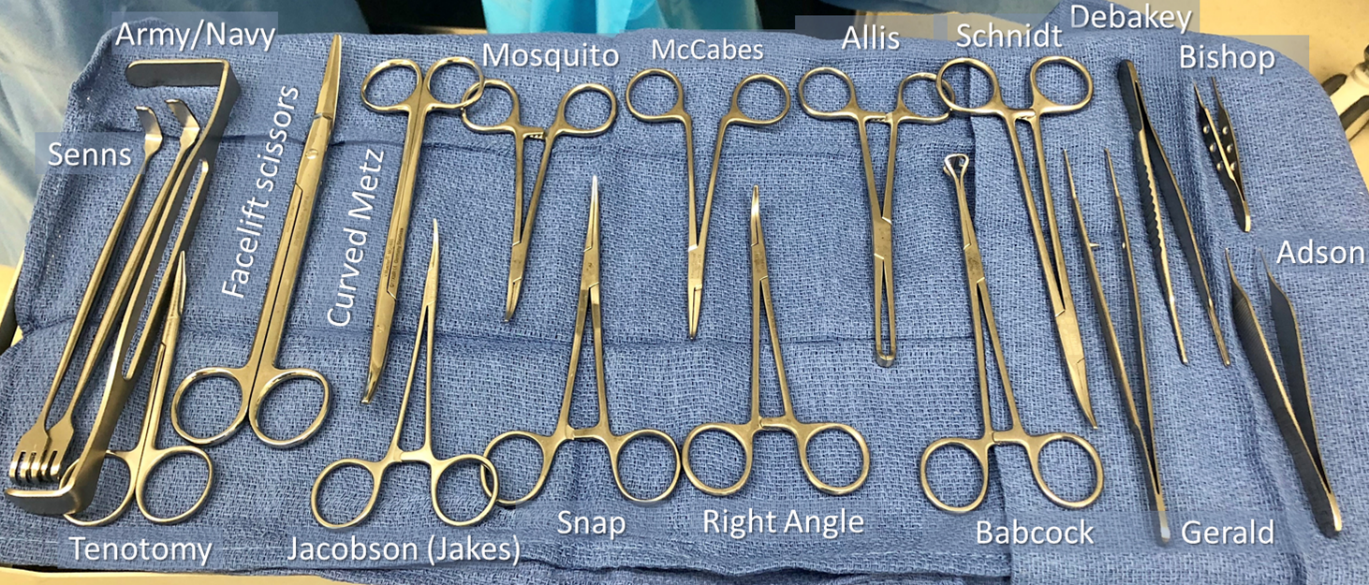 Army/Navy
Mosquito
McCabes
Allis
Schnidt
Debakey
Bishop
Senns
Facelift scissors
Curved Metz
Adson
Tenotomy
Jacobson (Jakes)
Snap
Right Angle
Babcock
Gerald